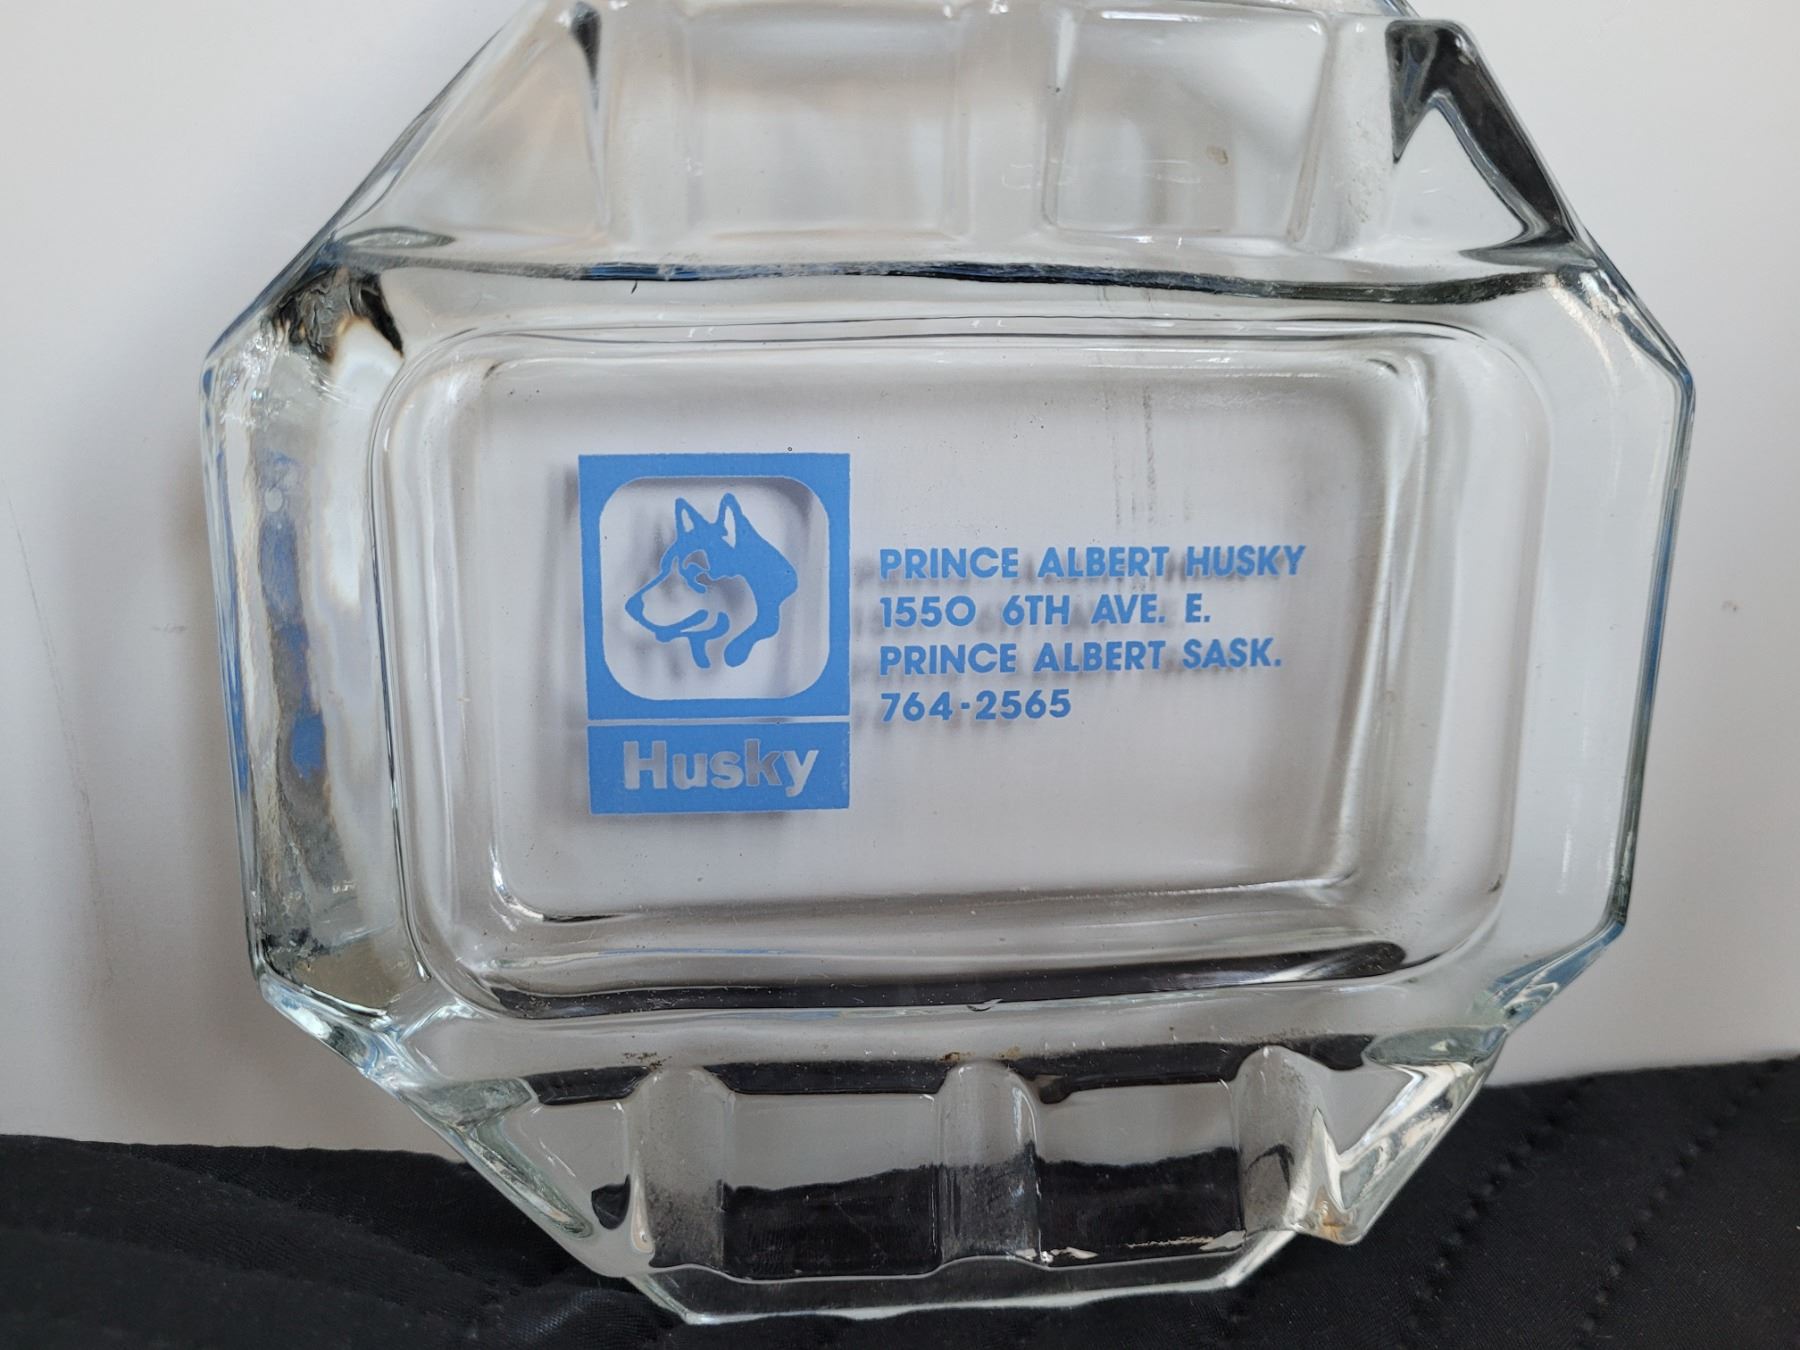 PRINCE ALBERT HUSKY
1550 6TH AVE. E.
PRINCE ALBERT SASK.
764-2565
Husky